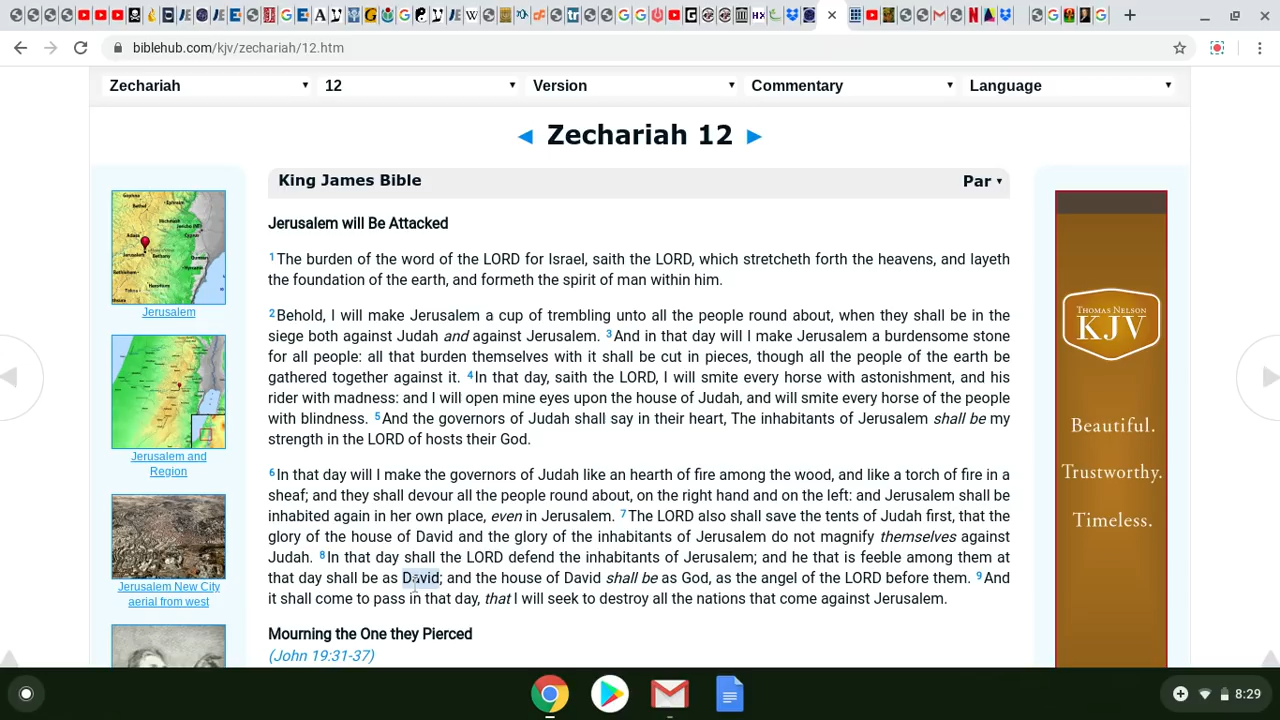 biblehub.com/kjv/zechariah/12.htm
Zechariah 12 Version Commentary Language
◄ Zechariah 12 ►
King James Bible Par ▾
Jerusalem will Be Attacked
1The burden of the word of the LORD for Israel, saith the LORD, which stretcheth forth the heavens, and layeth
the foundation of the earth, and formeth the spirit of man within him.
2Behold, I will make Jerusalem a cup of trembling unto all the people round about, when they shall be in the
siege both against Judah and against Jerusalem. 3And in that day will I make Jerusalem a burdensome stone
for all people: all that burden themselves with it shall be cut in pieces, though all the people of the earth be
gathered together against it. 4In that day, saith the LORD, I will smite every horse with astonishment, and his
rider with madness: and I will open mine eyes upon the house of Judah, and will smite every horse of the people
with blindness. 5And the governors of Judah shall say in their heart, The inhabitants of Jerusalem shall be my
strength in the LORD of hosts their God.
6In that day will I make the governors of Judah like an hearth of fire among the wood, and like a torch of fire in a
sheaf; and they shall devour all the people round about, on the right hand and on the left: and Jerusalem shall be
inhabited again in her own place, even in Jerusalem. 7The LORD also shall save the tents of Judah first, that the
glory of the house of David and the glory of the inhabitants of Jerusalem do not magnify themselves against
Judah. 8In that day shall the LORD defend the inhabitants of Jerusalem; and he that is feeble among them at
that day shall be as David; and the house of David shall be as God, as the angel of the LORD before them. 9And
it shall come to pass in that day, that I will seek to destroy all the nations that come against Jerusalem.
Mourning the One they Pierced
(John 19:31-37)
Jerusalem
Jerusalem and
Region
Jerusalem New City
aerial from west
THOMAS NELSON
KJV
Beautiful.
Trustworthy.
Timeless.
8:29